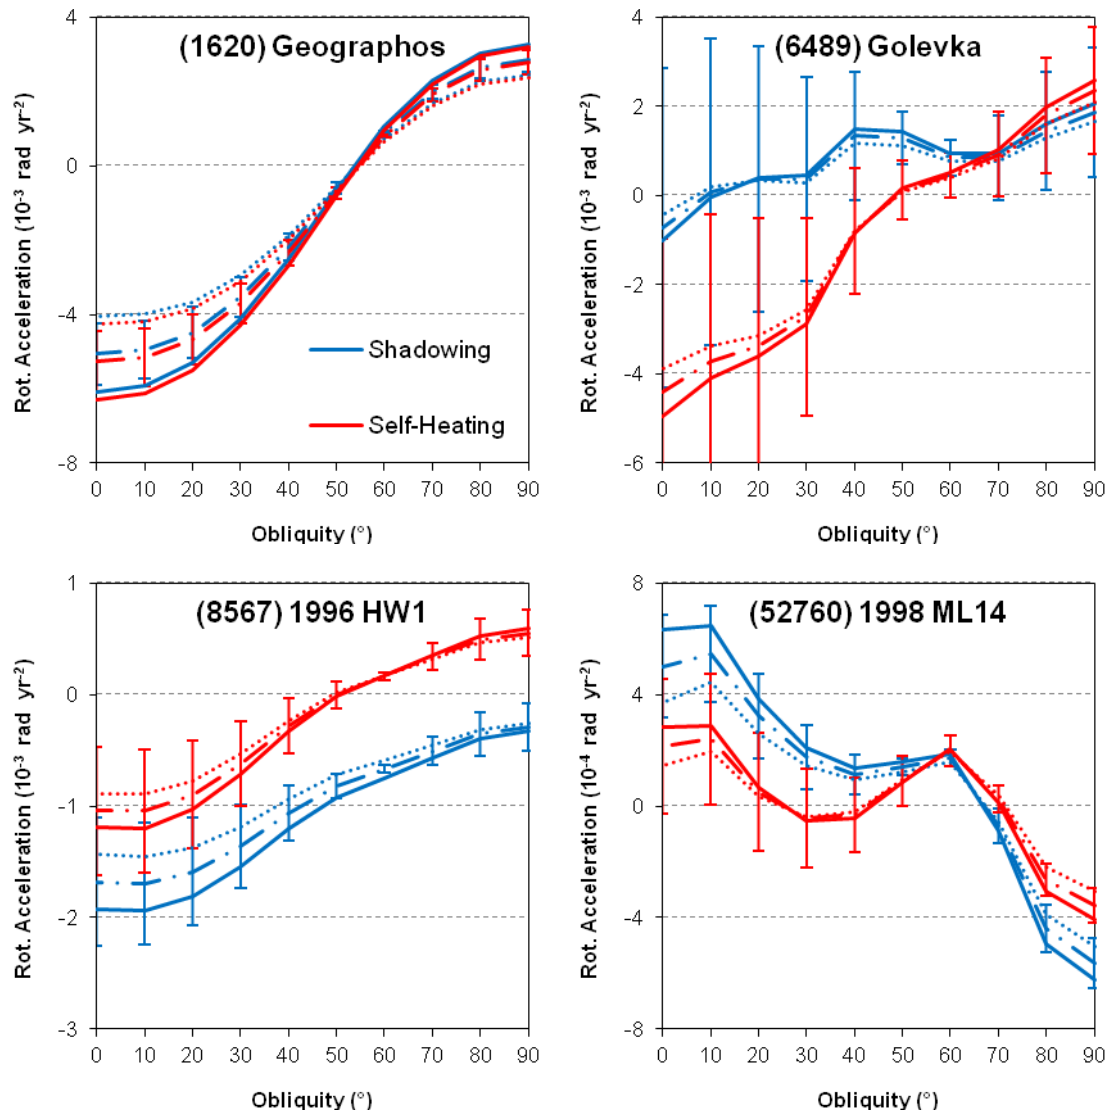 (1620) Geographos
Rot. Acceleration (10⁻³ rad yr⁻²)
4
0
-4
-8
Shadowing
Self-Heating
0 10 20 30 40 50 60 70 80 90
Obliquity (°)
(6489) Golevka
Rot. Acceleration (10⁻³ rad yr⁻²)
4
2
0
-2
-4
-6
0 10 20 30 40 50 60 70 80 90
Obliquity (°)
(8567) 1996 HW1
Rot. Acceleration (10⁻³ rad yr⁻²)
1
0
-1
-2
-3
0 10 20 30 40 50 60 70 80 90
Obliquity (°)
(52760) 1998 ML14
Rot. Acceleration (10⁻⁴ rad yr⁻²)
8
4
0
-4
-8
0 10 20 30 40 50 60 70 80 90
Obliquity (°)